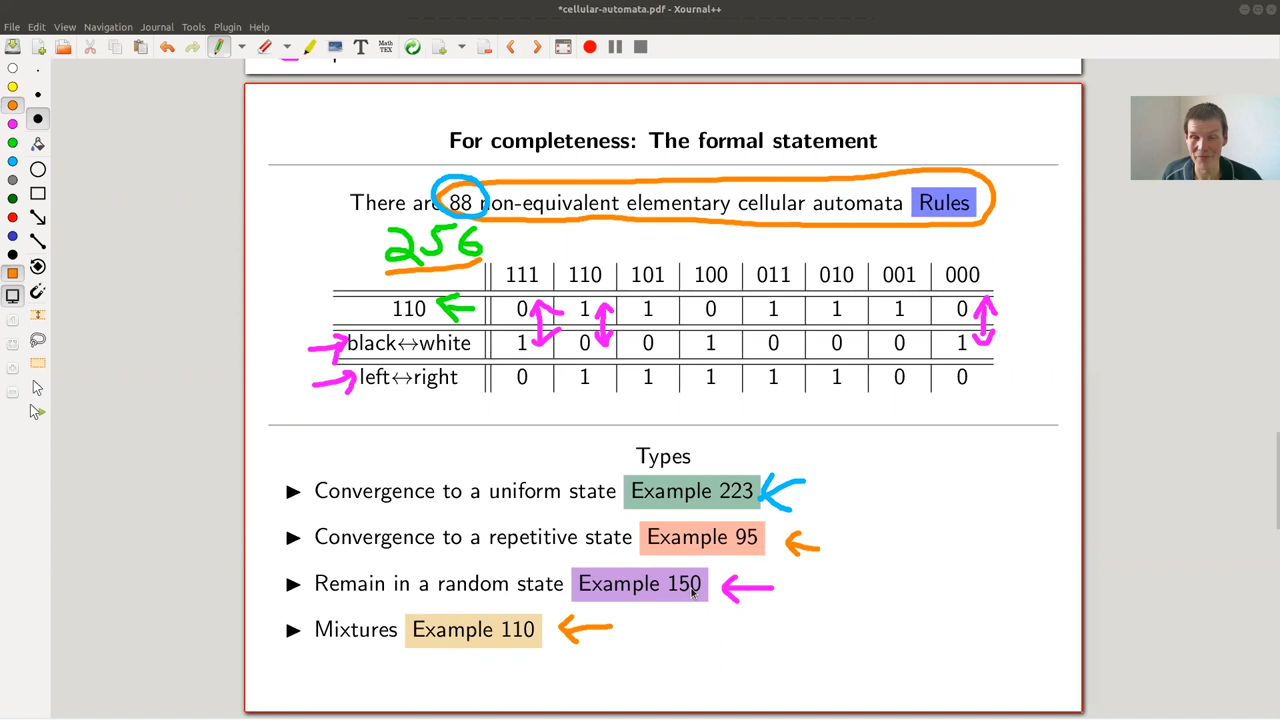 *cellular-automata.pdf - Xournal++
File Edit View Navigation Journal Tools Plugin Help
T Math TEX
For completeness: The formal statement
There are 88 non-equivalent elementary cellular automata Rules
256
111 110 101 100 011 010 001 000
110 0 1 1 0 1 1 1 0
black↔white 1 0 0 1 0 0 0 1
left↔right 0 1 1 1 1 1 0 0
Types
▶ Convergence to a uniform state Example 223
▶ Convergence to a repetitive state Example 95
▶ Remain in a random state Example 150
▶ Mixtures Example 110